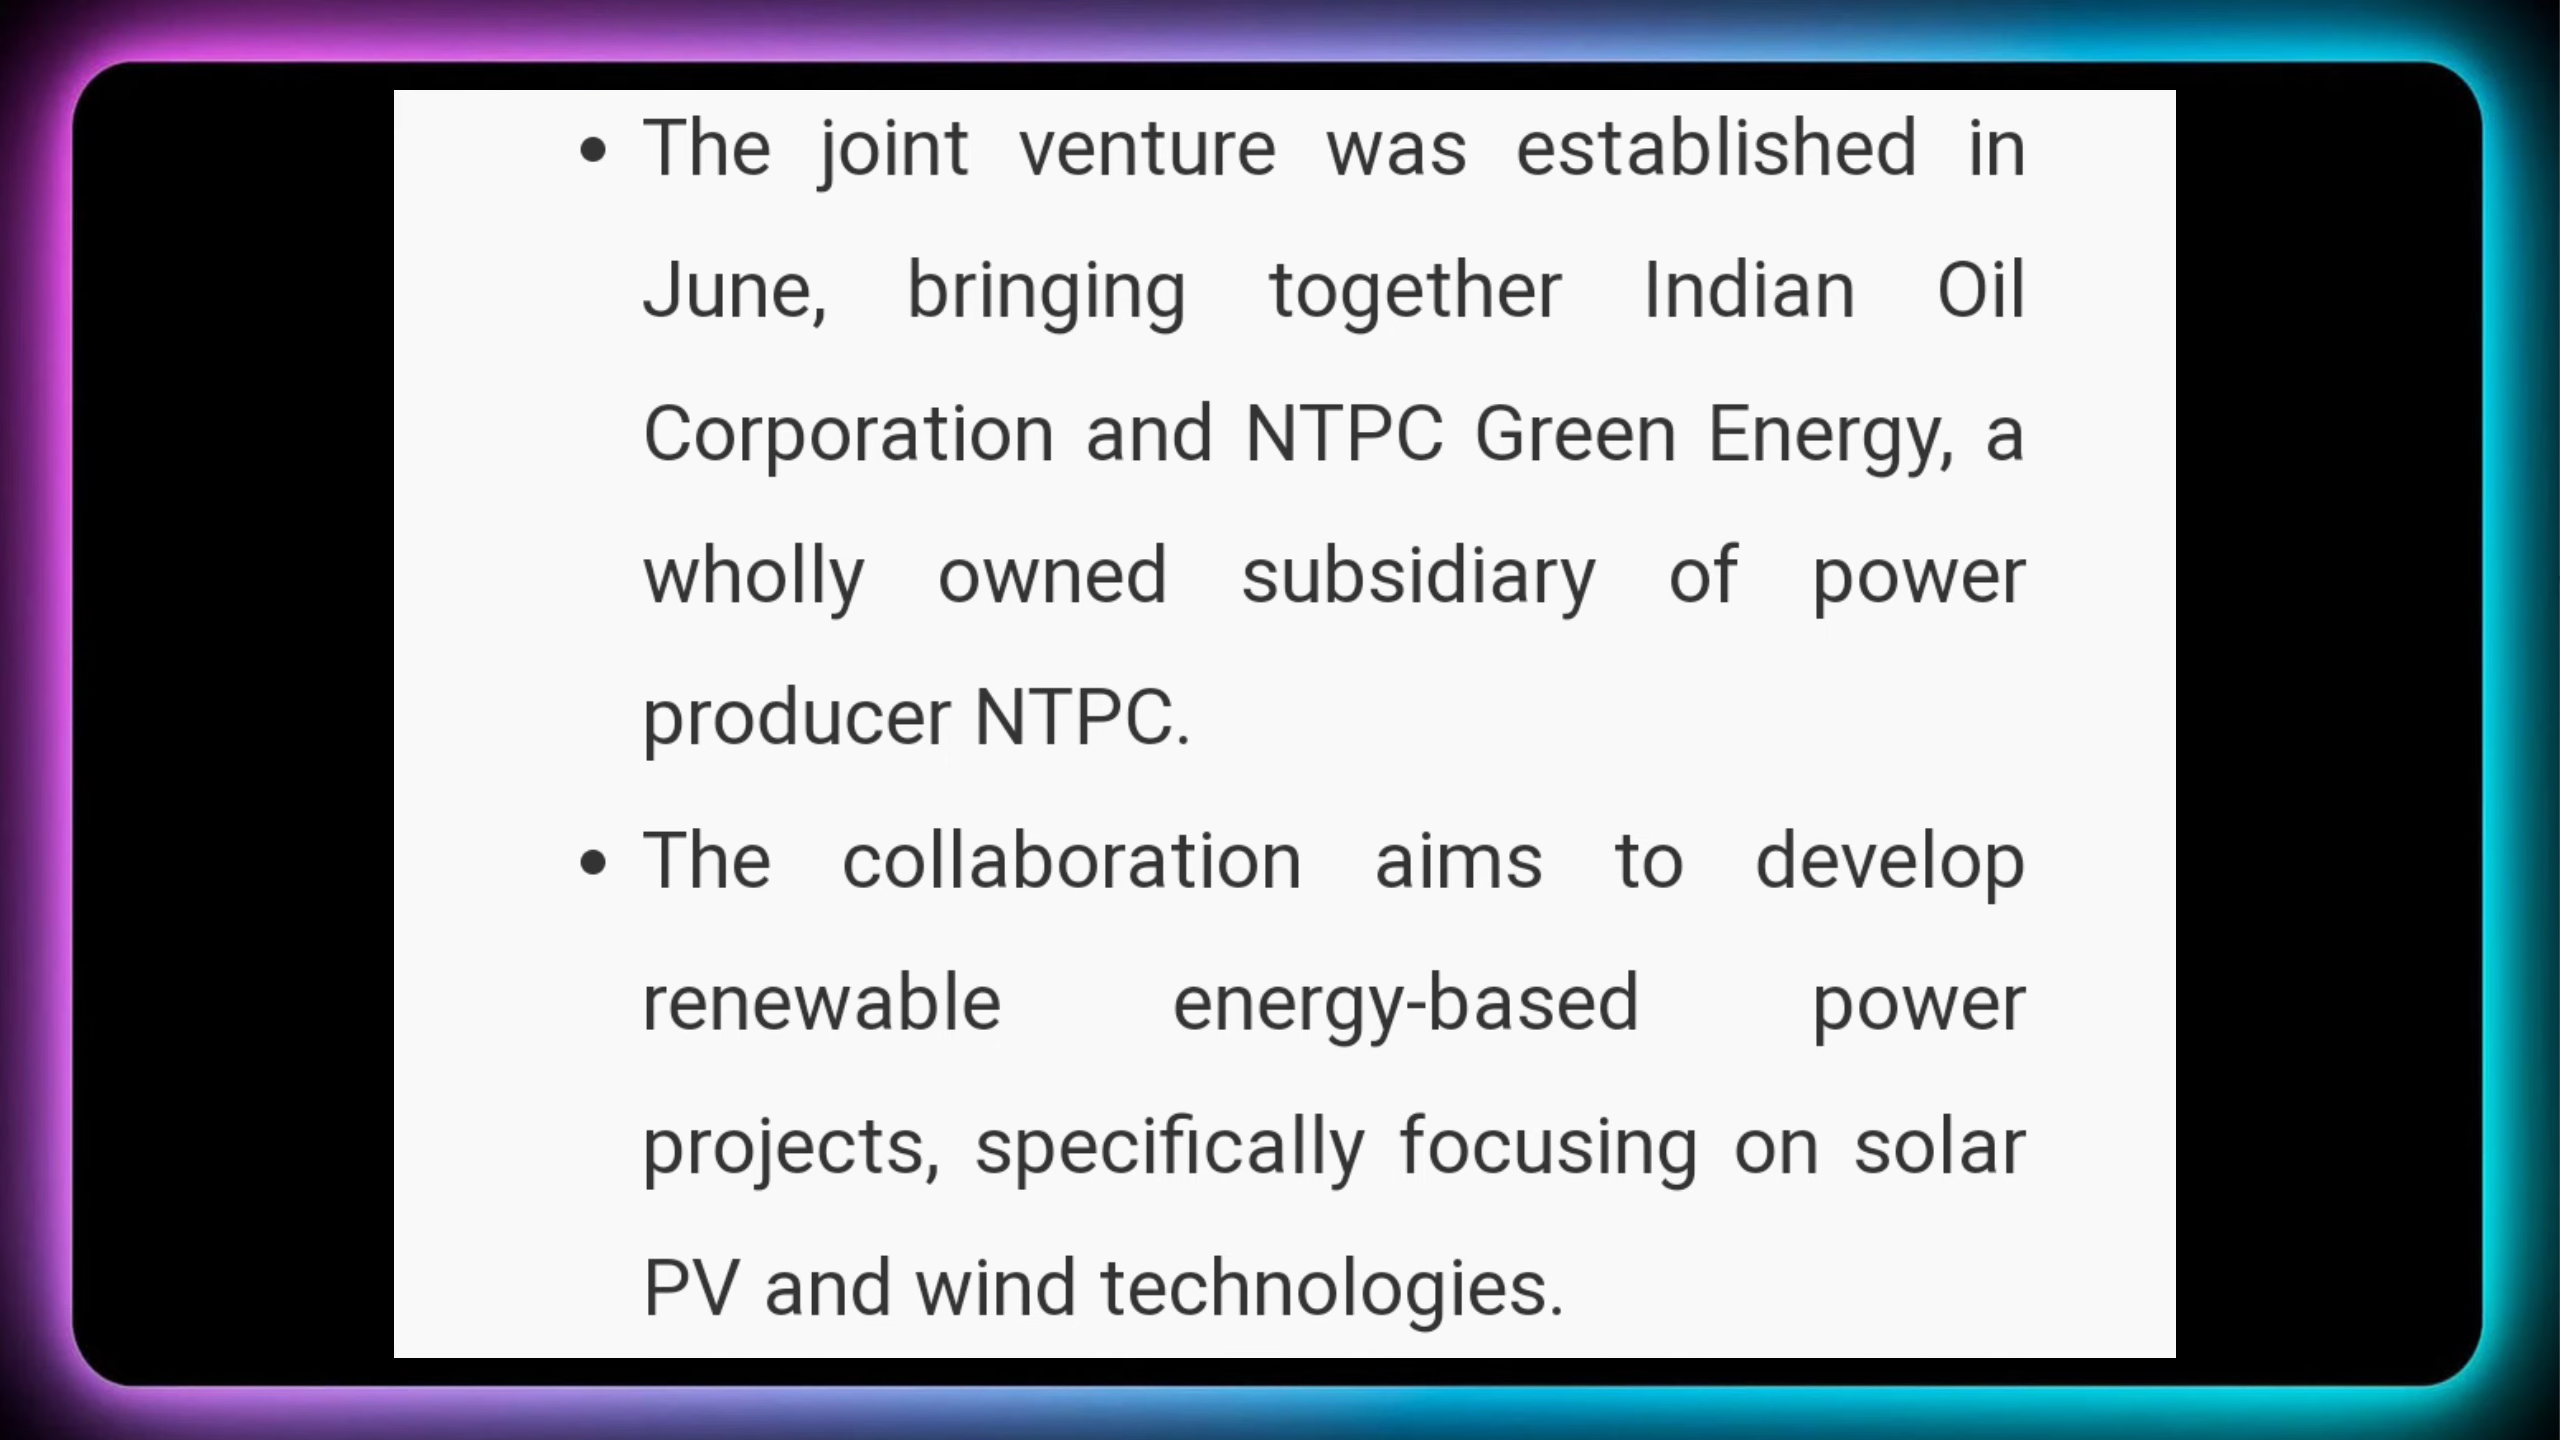 • The joint venture was established in
June, bringing together Indian Oil
Corporation and NTPC Green Energy, a
wholly owned subsidiary of power
producer NTPC.
• The collaboration aims to develop
renewable energy-based power
projects, specifically focusing on solar
PV and wind technologies.